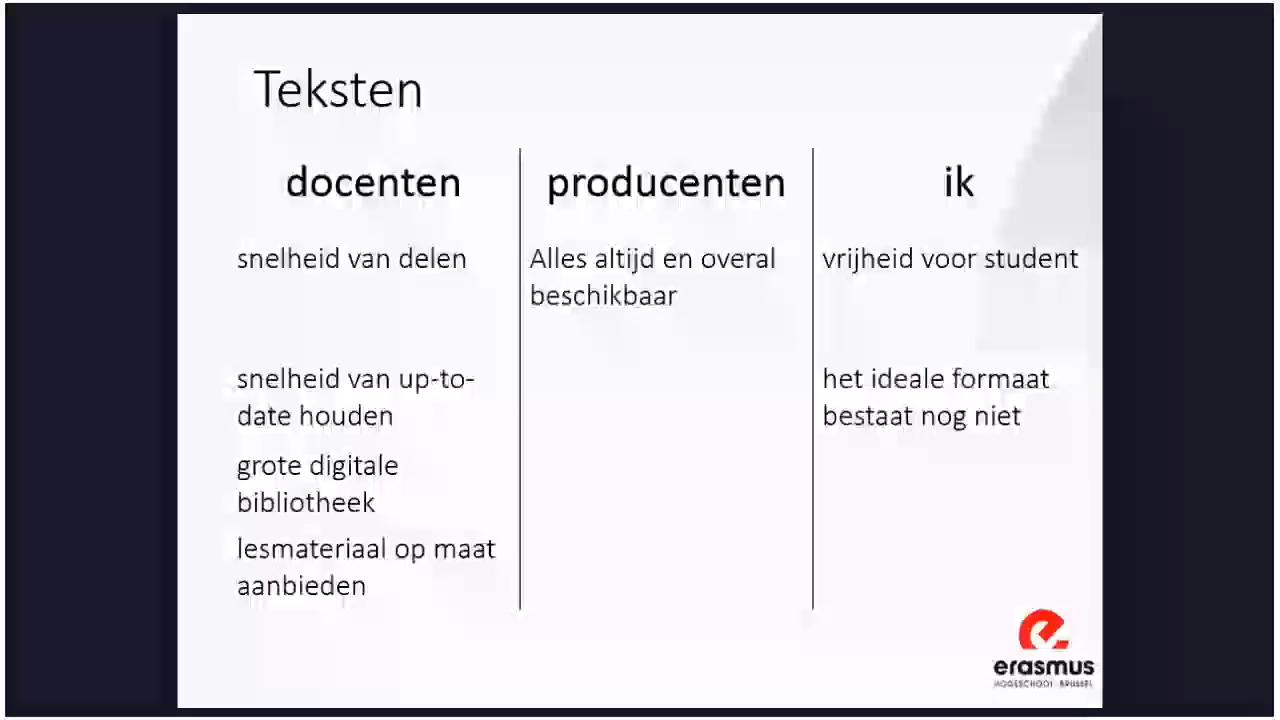 Teksten
docenten
producenten
ik
snelheid van delen
Alles altijd en overal
beschikbaar
vrijheid voor student
snelheid van up-to-
date houden
het ideale formaat
bestaat nog niet
grote digitale
bibliotheek
lesmateriaal op maat
aanbieden
erasmus
HOGESCHOOL BRUSSEL